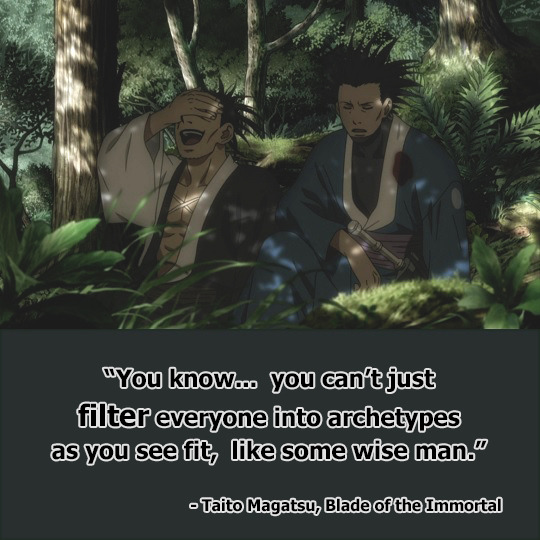 “You know... you can’t just
filter everyone into archetypes
as you see fit, like some wise man.”
- Taito Magatsu, Blade of the Immortal